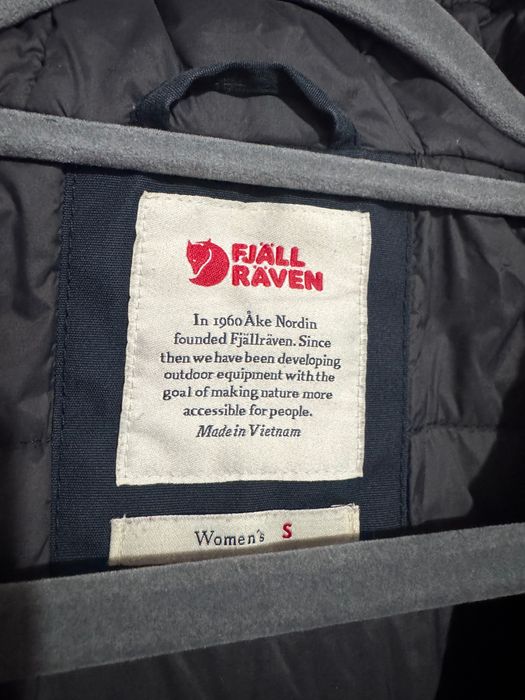 FJÄLL
RÄVEN
In 1960 Åke Nordin
founded Fjällräven. Since
then we have been developing
outdoor equipment with the
goal of making nature more
accessible for people.
Made in Vietnam
Women's S